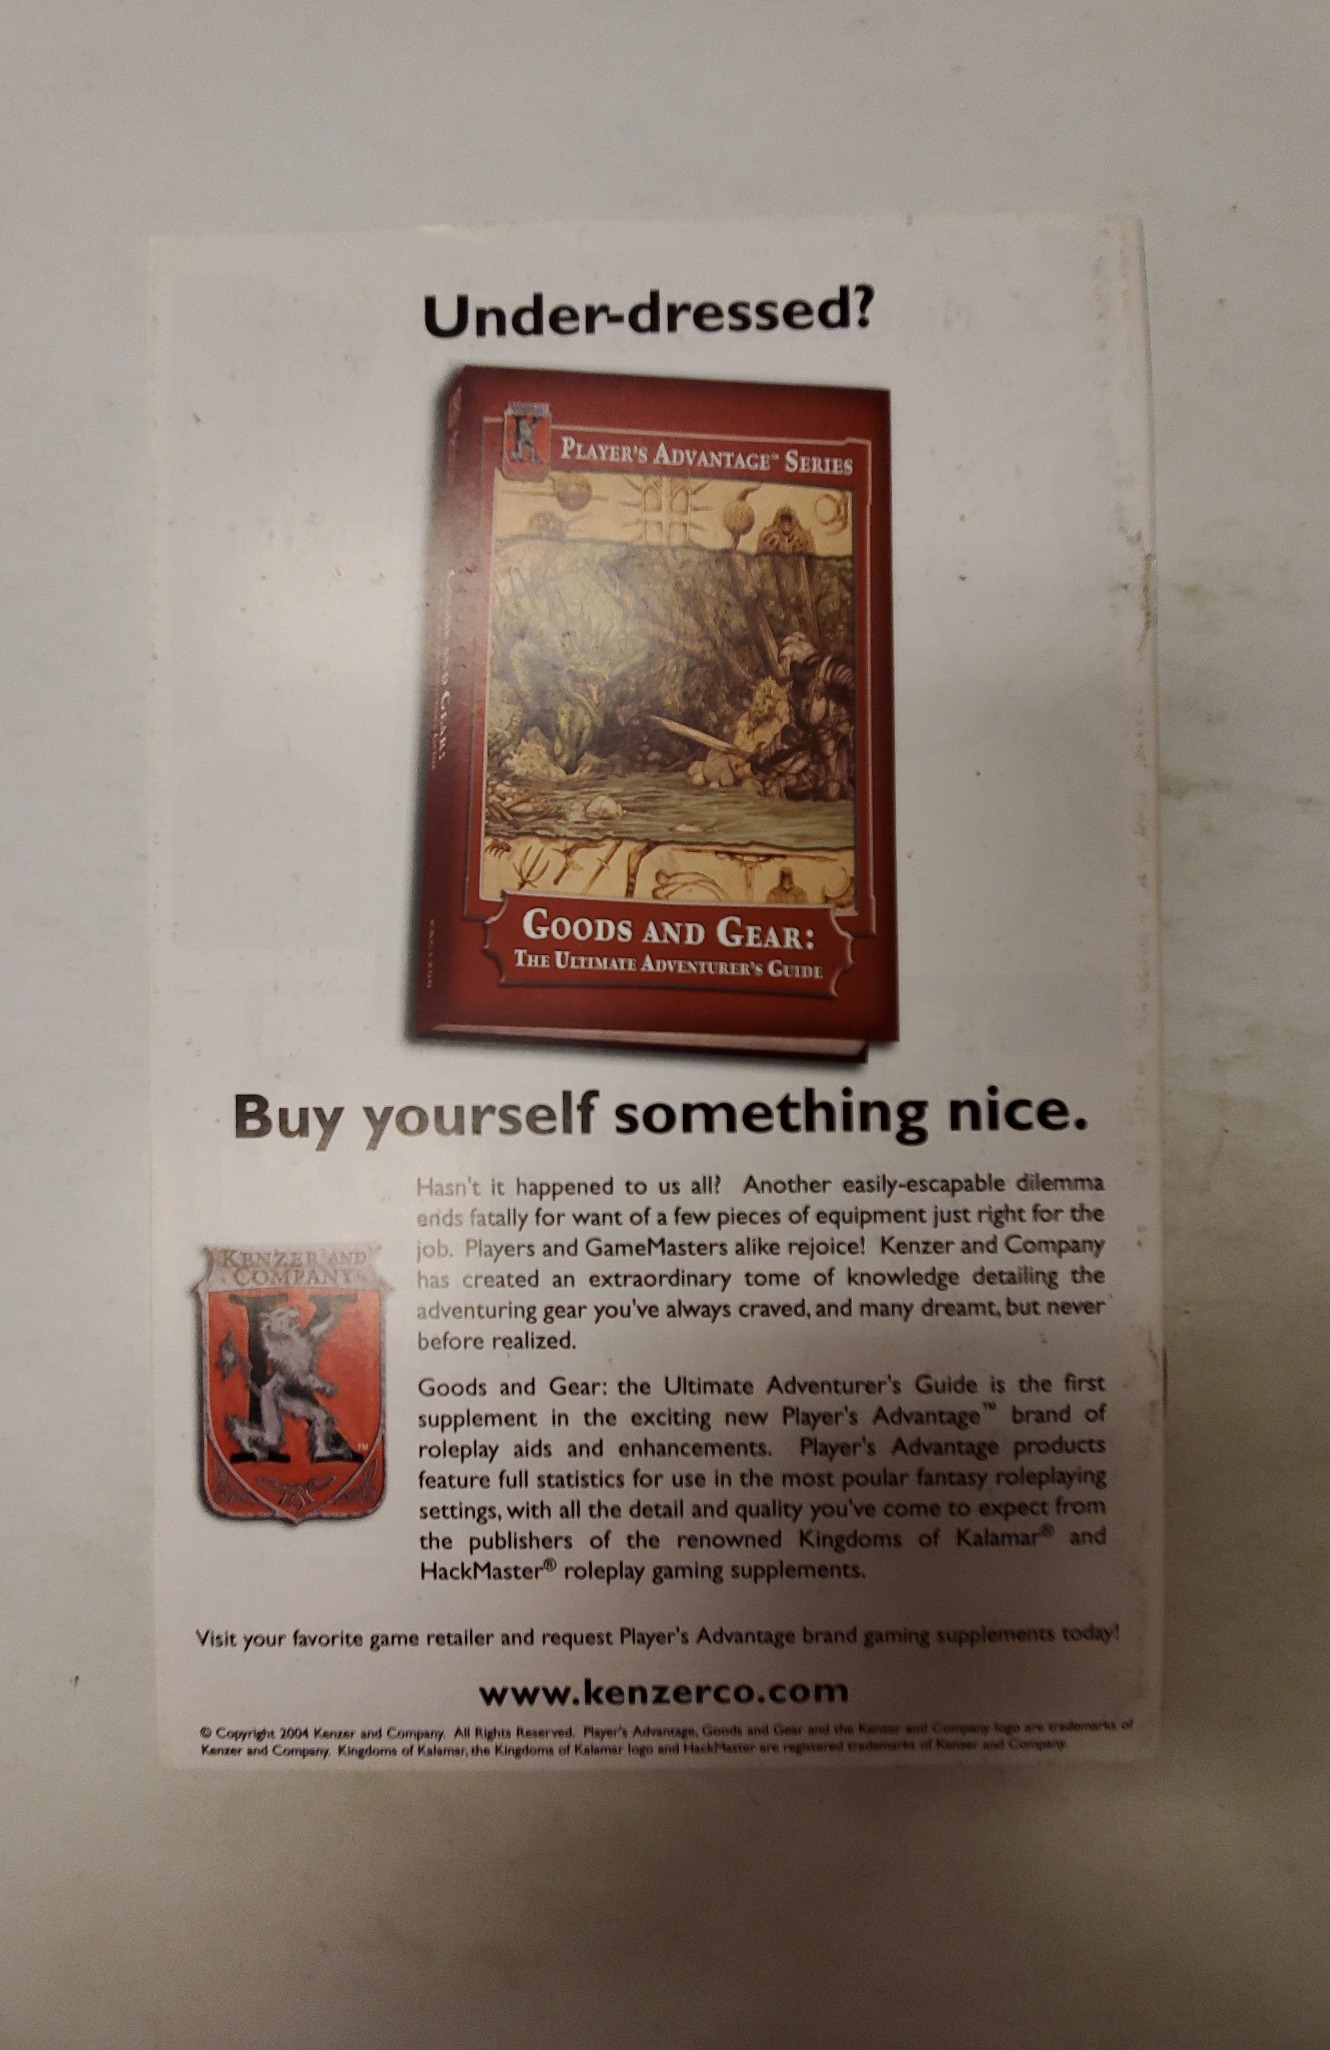 Under-dressed?
PLAYER'S ADVANTAGE™ SERIES
GOODS AND GEAR:
THE ULTIMATE ADVENTURER'S GUIDE
Buy yourself something nice.
Hasn't it happened to us all? Another easily-escapable dilemma
ends fatally for want of a few pieces of equipment just right for the
job. Players and GameMasters alike rejoice! Kenzer and Company
has created an extraordinary tome of knowledge detailing the
adventuring gear you've always craved, and many dreamt, but never
before realized.
KENZER AND
COMPANY
K
™
Goods and Gear: the Ultimate Adventurer's Guide is the first
supplement in the exciting new Player's Advantage™ brand of
roleplay aids and enhancements. Player's Advantage products
feature full statistics for use in the most poular fantasy roleplaying
settings, with all the detail and quality you've come to expect from
the publishers of the renowned Kingdoms of Kalamar® and
HackMaster® roleplay gaming supplements.
Visit your favorite game retailer and request Player's Advantage brand gaming supplements today!
www.kenzerco.com
© Copyright 2004 Kenzer and Company. All Rights Reserved. Player's Advantage, Goods and Gear and the Kenzer and Company logo are trademarks of
Kenzer and Company. Kingdoms of Kalamar, the Kingdoms of Kalamar logo and HackMaster are registered trademarks of Kenzer and Company.